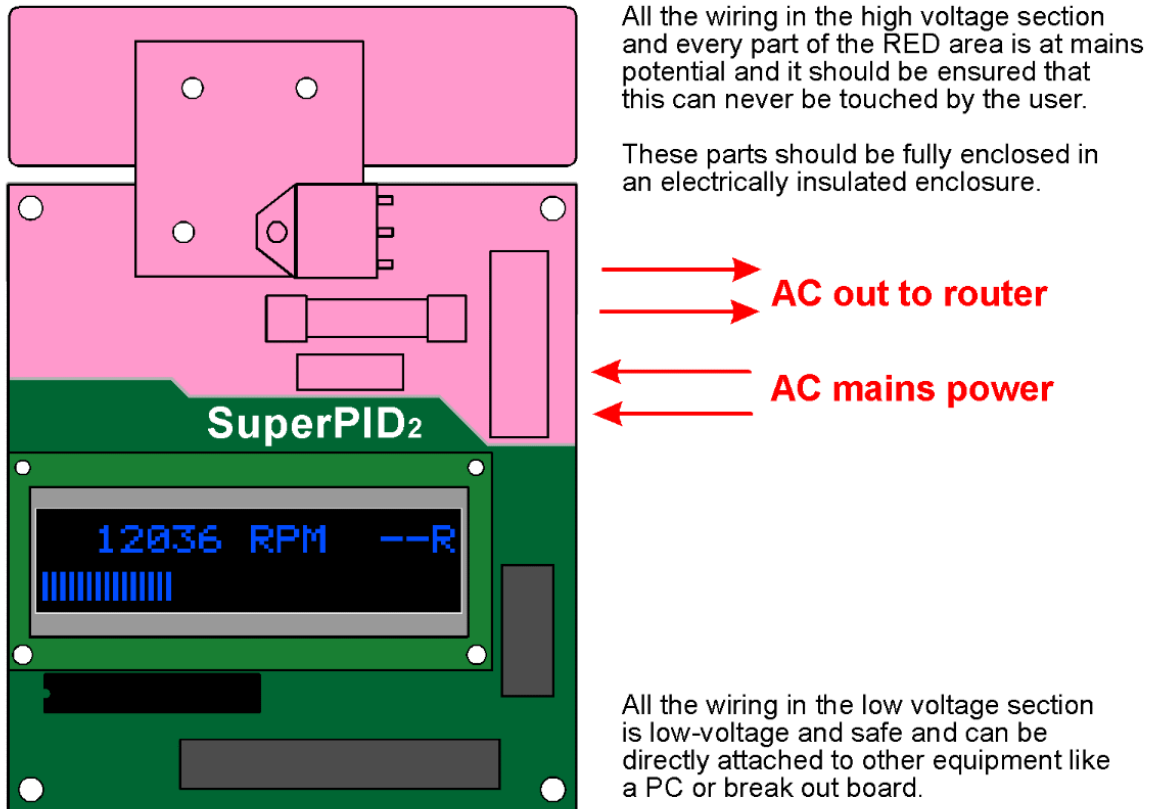 All the wiring in the high voltage section
and every part of the RED area is at mains
potential and it should be ensured that
this can never be touched by the user.
These parts should be fully enclosed in
an electrically insulated enclosure.
AC out to router
AC mains power
SuperPID2
12036 RPM --R
All the wiring in the low voltage section
is low-voltage and safe and can be
directly attached to other equipment like
a PC or break out board.